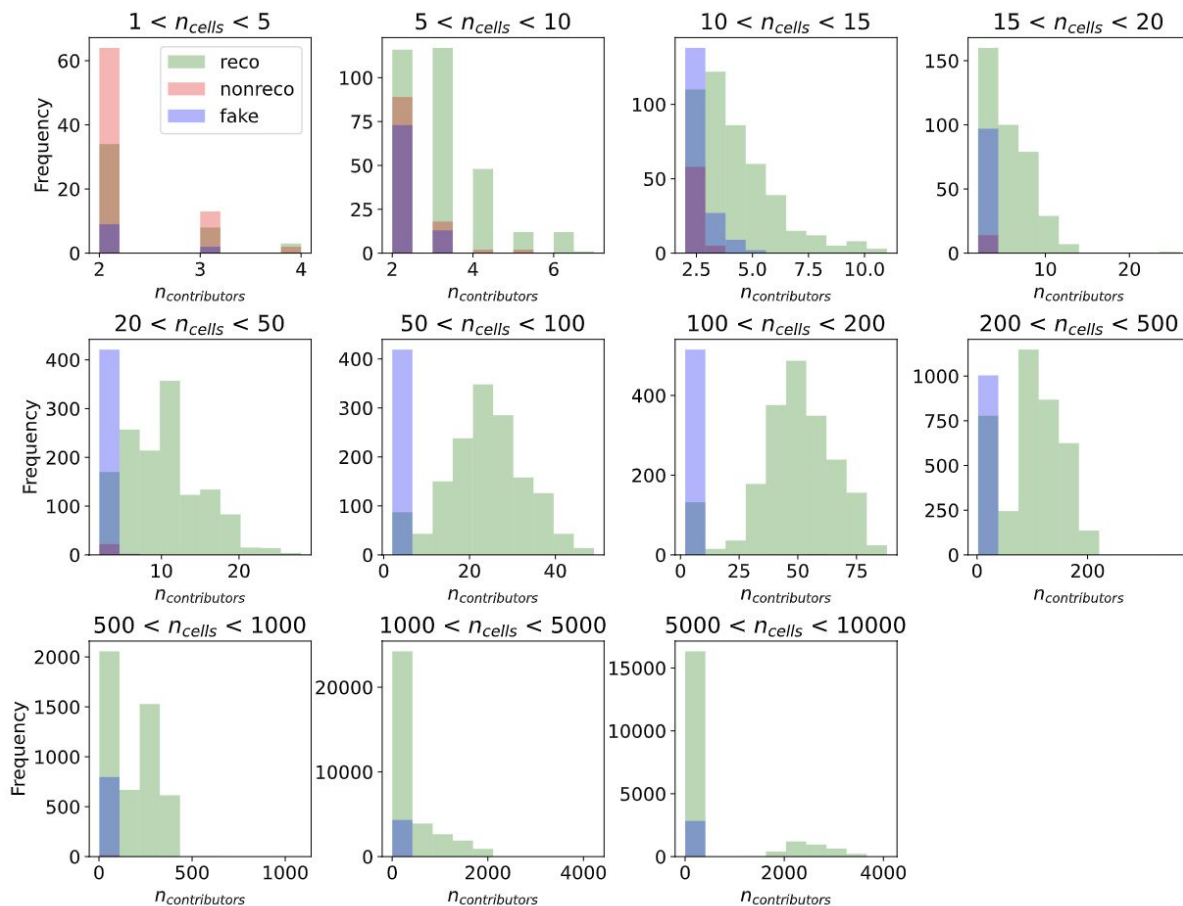 1 < n_cells < 5
5 < n_cells < 10
10 < n_cells < 15
15 < n_cells < 20
Frequency
60
40
20
0
2
3
4
n_contributors
reco
nonreco
fake
100
75
50
25
0
2
4
6
n_contributors
100
50
0
2.5
5.0
7.5
10.0
n_contributors
150
100
50
0
10
20
n_contributors
20 < n_cells < 50
50 < n_cells < 100
100 < n_cells < 200
200 < n_cells < 500
Frequency
400
300
200
100
0
10
20
n_contributors
400
300
200
100
0
0
20
40
n_contributors
400
200
0
0
25
50
75
n_contributors
1000
750
500
250
0
0
200
n_contributors
500 < n_cells < 1000
1000 < n_cells < 5000
5000 < n_cells < 10000
Frequency
2000
1500
1000
500
0
0
500
1000
n_contributors
20000
10000
0
0
2000
4000
n_contributors
15000
10000
5000
0
0
2000
4000
n_contributors